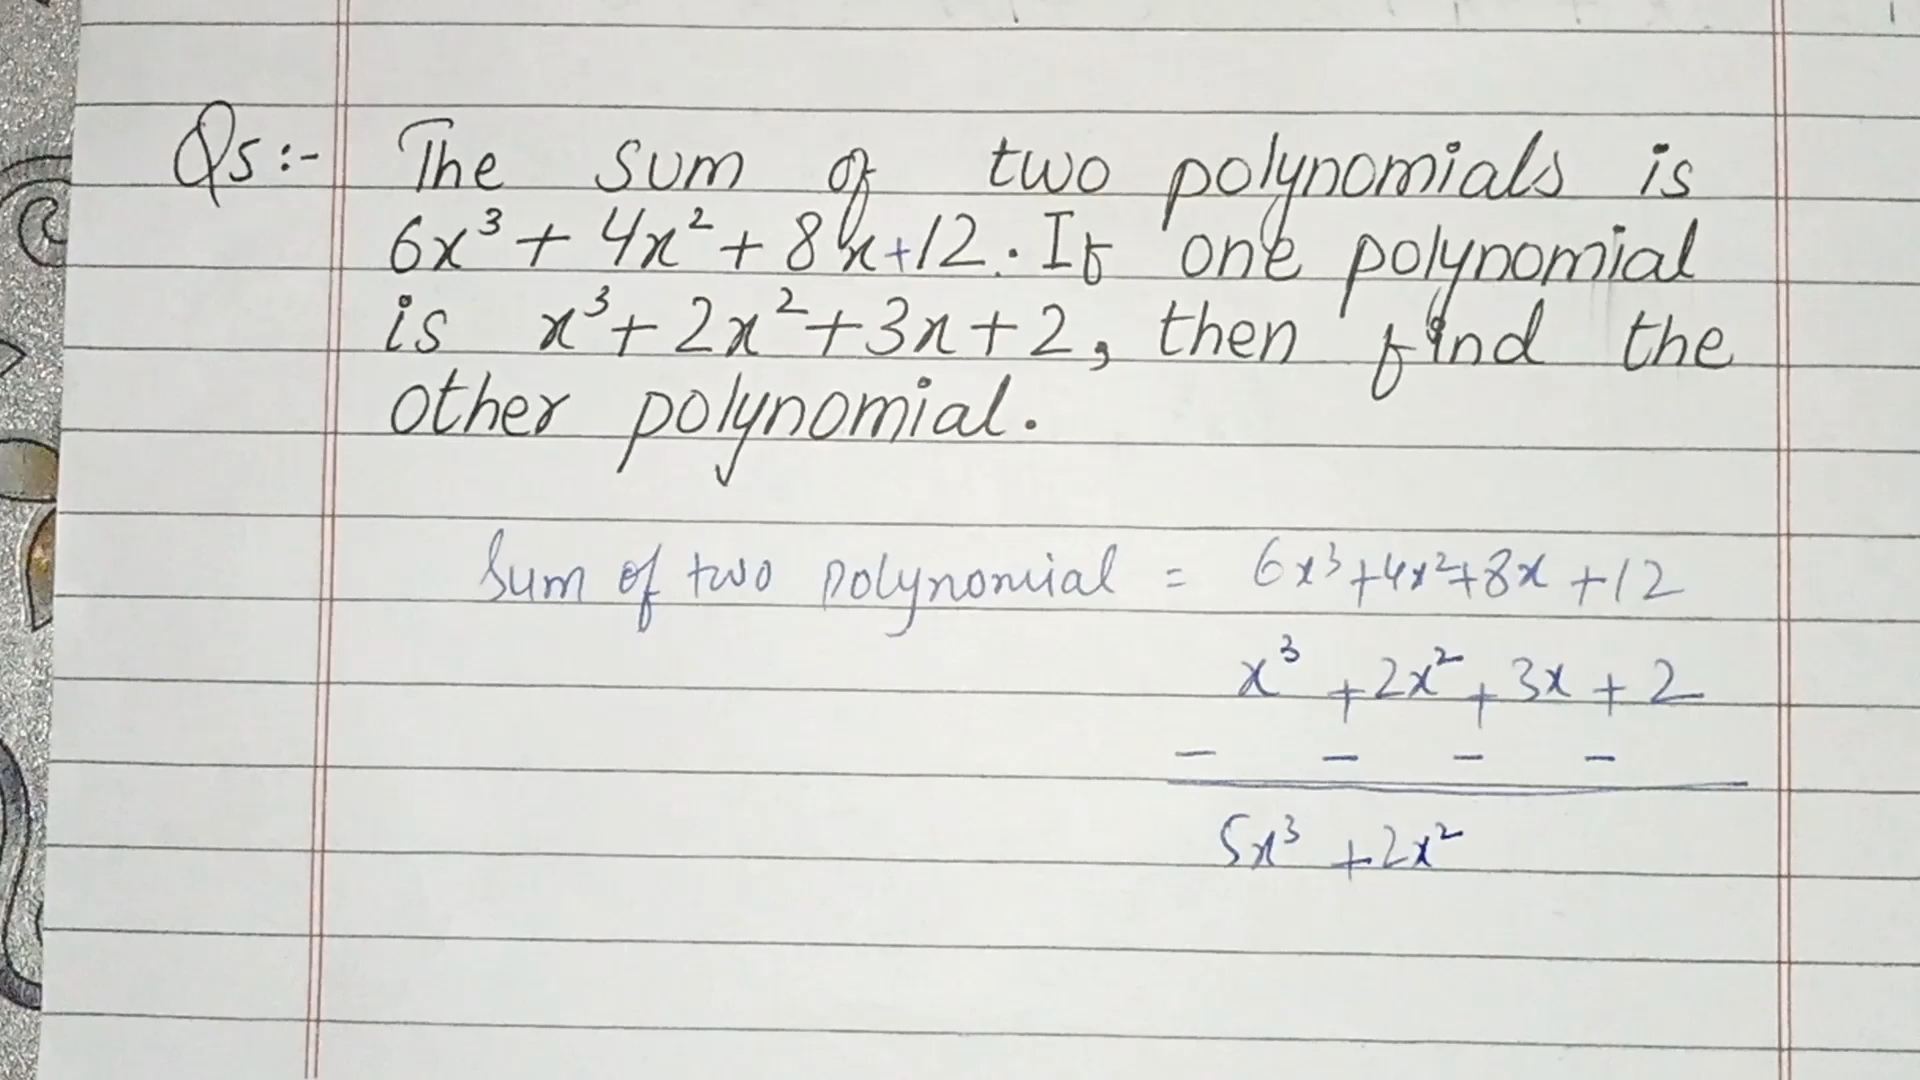 Q5:- The sum of two polynomials is
6x³ + 4x² + 8x + 12. If one polynomial
is x³ + 2x² + 3x + 2, then find the
other polynomial.
Sum of two polynomial = 6x³ + 4x² + 8x + 12
x³ + 2x² + 3x + 2
- - - -
5x³ + 2x²